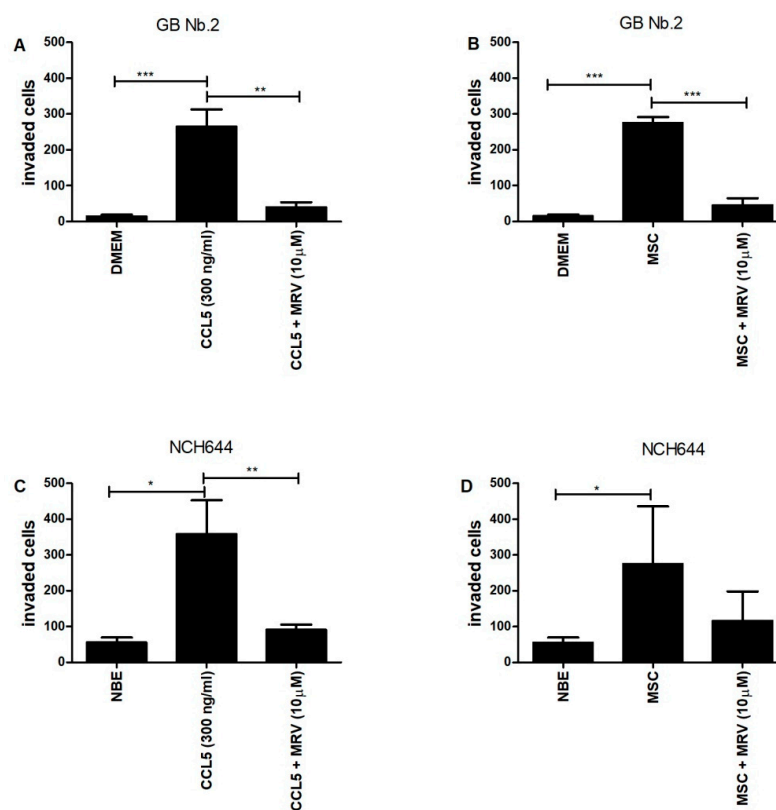 GB Nb.2
A
500
400
300
200
100
0
invaded cells
***
**
DMEM
CCL5 (300 ng/ml)
CCL5 + MRV (10μM)
GB Nb.2
B
500
400
300
200
100
0
invaded cells
***
***
DMEM
MSC
MSC + MRV (10μM)
NCH644
C
500
400
300
200
100
0
invaded cells
*
**
NBE
CCL5 (300 ng/ml)
CCL5 + MRV (10μM)
NCH644
D
500
400
300
200
100
0
invaded cells
*
NBE
MSC
MSC + MRV (10μM)